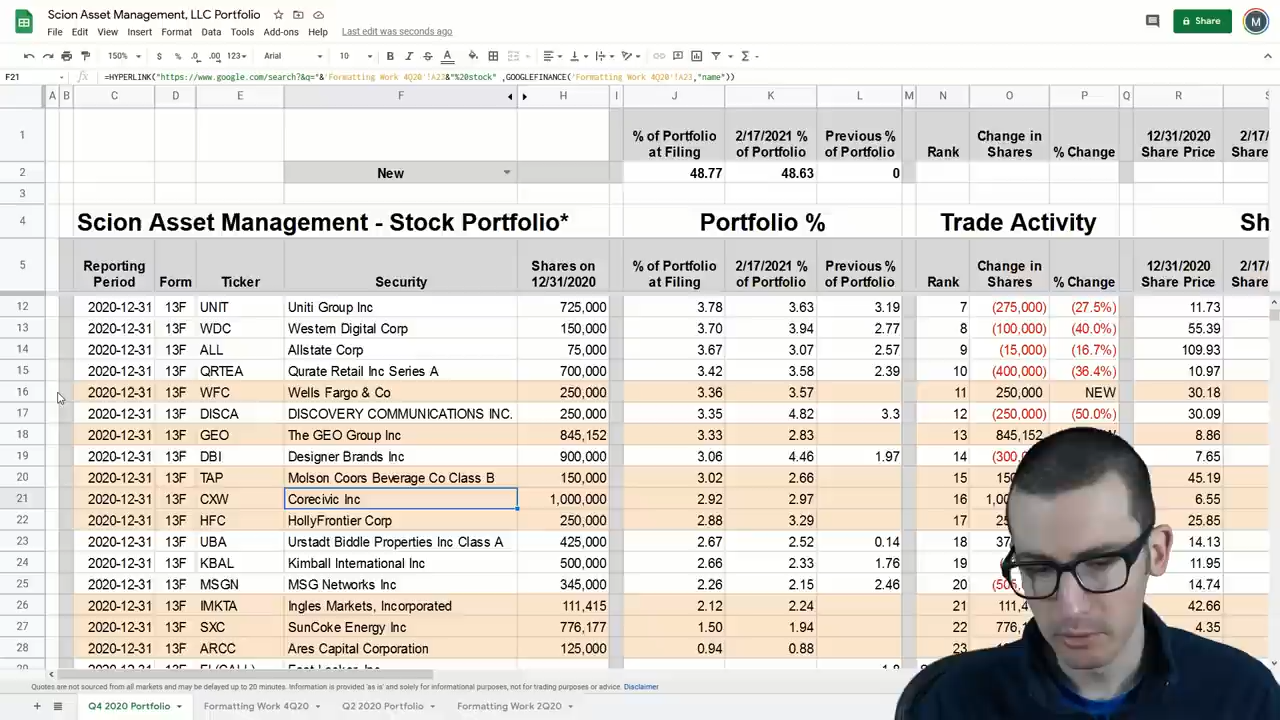 Scion Asset Management, LLC Portfolio
File Edit View Insert Format Data Tools Add-ons Help Last edit was seconds ago
Share
M
150% $ % .0 .00 123 Arial 10 B I S A
F21 fx =HYPERLINK("https://www.google.com/search?&q="&'Formatting Work 4Q20'!A23&"%20stock" ,GOOGLEFINANCE('Formatting Work 4Q20'!A23,"name"))
A B C D E F H I J K L M N O P Q R S
1 % of Portfolio at Filing 2/17/2021 % of Portfolio Previous % of Portfolio Rank Change in Shares % Change 12/31/2020 Share Price 2/17
2 New 48.77 48.63 0
3
4 Scion Asset Management - Stock Portfolio* Portfolio % Trade Activity Sh
5 Reporting Period Form Ticker Security Shares on 12/31/2020 % of Portfolio at Filing 2/17/2021 % of Portfolio Previous % of Portfolio Rank Change in Shares % Change 12/31/2020 Share Price 2/17
12 2020-12-31 13F UNIT Uniti Group Inc 725,000 3.78 3.63 3.19 7 (275,000) (27.5%) 11.73
13 2020-12-31 13F WDC Western Digital Corp 150,000 3.70 3.94 2.77 8 (100,000) (40.0%) 55.39
14 2020-12-31 13F ALL Allstate Corp 75,000 3.67 3.07 2.57 9 (15,000) (16.7%) 109.93
15 2020-12-31 13F QRTEA Qurate Retail Inc Series A 700,000 3.42 3.58 2.39 10 (400,000) (36.4%) 10.97
16 2020-12-31 13F WFC Wells Fargo & Co 250,000 3.36 3.57 11 250,000 NEW 30.18
17 2020-12-31 13F DISCA DISCOVERY COMMUNICATIONS INC. 250,000 3.35 4.82 3.3 12 (250,000) (50.0%) 30.09
18 2020-12-31 13F GEO The GEO Group Inc 845,152 3.33 2.83 13 845,152 8.86
19 2020-12-31 13F DBI Designer Brands Inc 900,000 3.06 4.46 1.97 14 (300, 7.65
20 2020-12-31 13F TAP Molson Coors Beverage Co Class B 150,000 3.02 2.66 15 150 45.19
21 2020-12-31 13F CXW Corecivic Inc 1,000,000 2.92 2.97 16 1,00 6.55
22 2020-12-31 13F HFC HollyFrontier Corp 250,000 2.88 3.29 17 25 25.85
23 2020-12-31 13F UBA Urstadt Biddle Properties Inc Class A 425,000 2.67 2.52 0.14 18 37 14.13
24 2020-12-31 13F KBAL Kimball International Inc 500,000 2.66 2.33 1.76 19 11.95
25 2020-12-31 13F MSGN MSG Networks Inc 345,000 2.26 2.15 2.46 20 (505, 14.74
26 2020-12-31 13F IMKTA Ingles Markets, Incorporated 111,415 2.12 2.24 21 111,4 42.66
27 2020-12-31 13F SXC SunCoke Energy Inc 776,177 1.50 1.94 22 776, 4.35
28 2020-12-31 13F ARCC Ares Capital Corporation 125,000 0.94 0.88 23
Quotes are not sourced from all markets and may be delayed up to 20 minutes. Information is provided 'as is' and solely for informational purposes, not for trading purposes or advice. Disclaimer
Q4 2020 Portfolio Formatting Work 4Q20 Q2 2020 Portfolio Formatting Work 2Q20